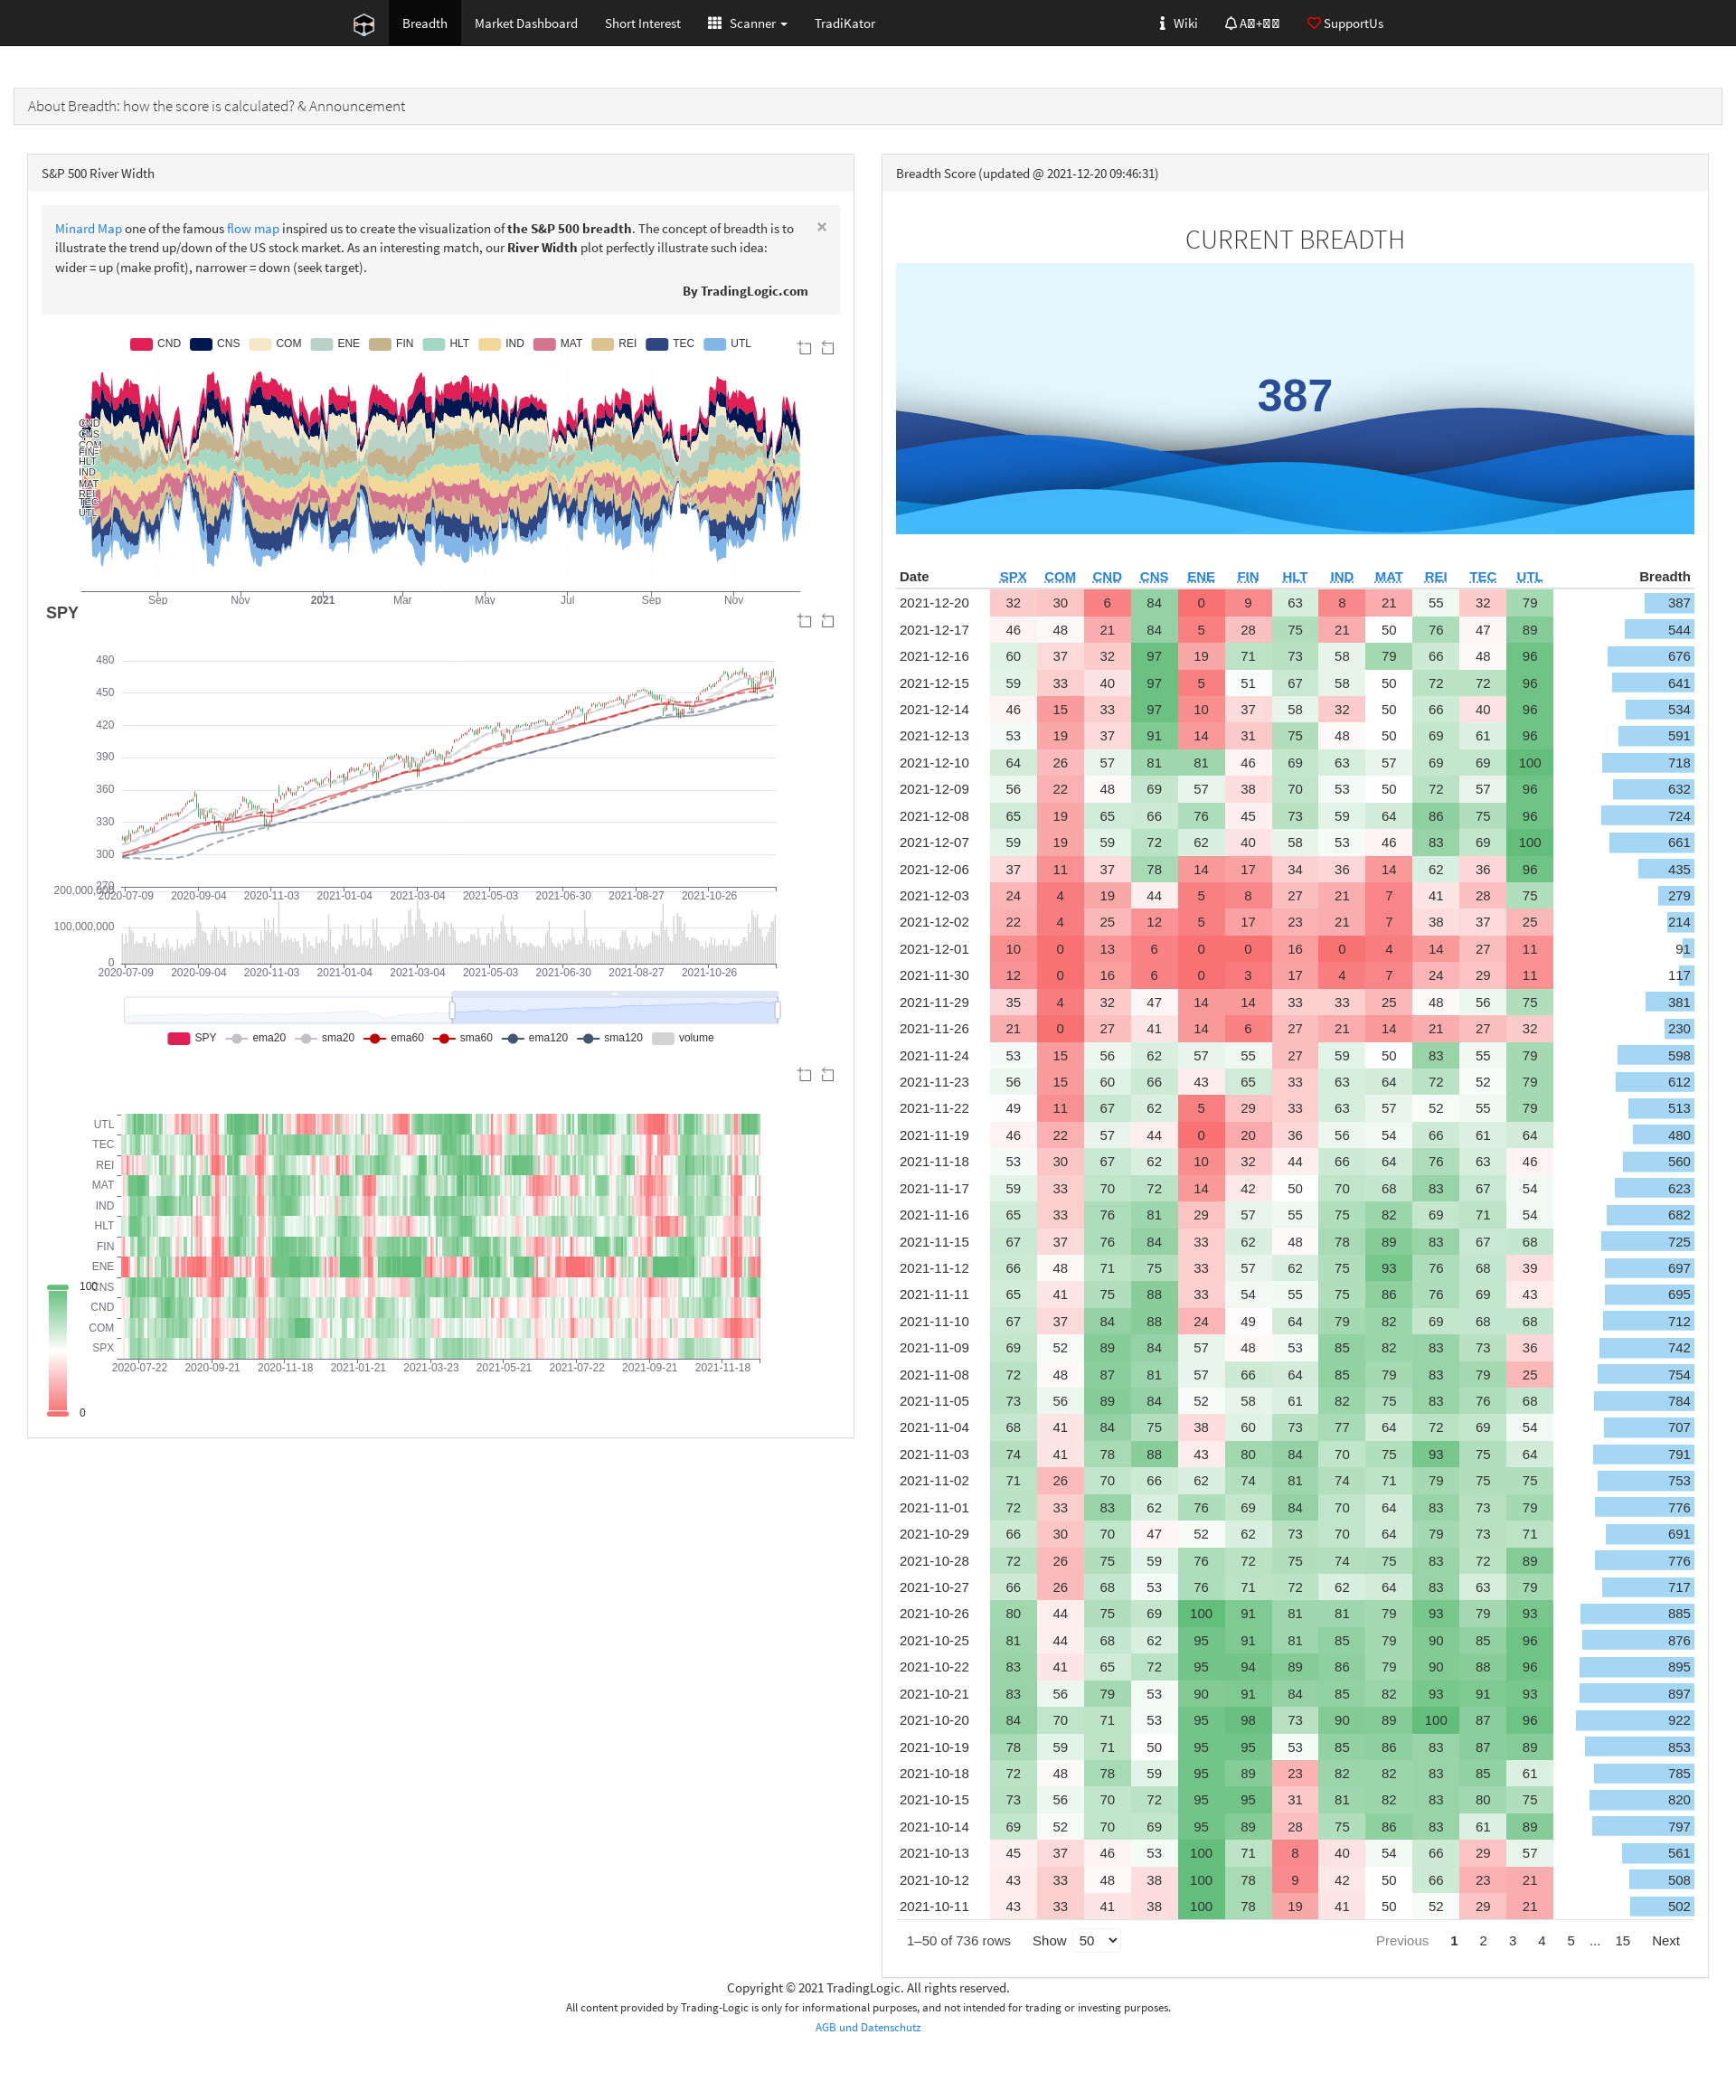 Breadth Market Dashboard Short Interest Scanner TradiKator Wiki SupportUs
About Breadth: how the score is calculated? & Announcement
S&P 500 River Width
Minard Map one of the famous flow map inspired us to create the visualization of the S&P 500 breadth. The concept of breadth is to
illustrate the trend up/down of the US stock market. As an interesting match, our River Width plot perfectly illustrate such idea:
wider = up (make profit), narrower = down (seek target).
By TradingLogic.com
×
CND CNS COM ENE FIN HLT IND MAT REI TEC UTL
CND
CNS
COM
FIN
HLT
IND
MAT
REI
TEC
UTL
Sep Nov 2021 Mar May Jul Sep Nov
SPY
480
450
420
390
360
330
300
270
2020-07-09 2020-09-04 2020-11-03 2021-01-04 2021-03-04 2021-05-03 2021-06-30 2021-08-27 2021-10-26
200,000,000
100,000,000
0
2020-07-09 2020-09-04 2020-11-03 2021-01-04 2021-03-04 2021-05-03 2021-06-30 2021-08-27 2021-10-26
SPY ema20 sma20 ema60 sma60 ema120 sma120 volume
UTL
TEC
REI
MAT
IND
HLT
FIN
ENE
CNS
CND
COM
SPX
2020-07-22 2020-09-21 2020-11-18 2021-01-21 2021-03-23 2021-05-21 2021-07-22 2021-09-21 2021-11-18
100
0
Breadth Score (updated @ 2021-12-20 09:46:31)
CURRENT BREADTH
387
Date SPX COM CND CNS ENE FIN HLT IND MAT REI TEC UTL Breadth
2021-12-20 32 30 6 84 0 9 63 8 21 55 32 79 387
2021-12-17 46 48 21 84 5 28 75 21 50 76 47 89 544
2021-12-16 60 37 32 97 19 71 73 58 79 66 48 96 676
2021-12-15 59 33 40 97 5 51 67 58 50 72 72 96 641
2021-12-14 46 15 33 97 10 37 58 32 50 66 40 96 534
2021-12-13 53 19 37 91 14 31 75 48 50 69 61 96 591
2021-12-10 64 26 57 81 81 46 69 63 57 69 69 100 718
2021-12-09 56 22 48 69 57 38 70 53 50 72 57 96 632
2021-12-08 65 19 65 66 76 45 73 59 64 86 75 96 724
2021-12-07 59 19 59 72 62 40 58 53 46 83 69 100 661
2021-12-06 37 11 37 78 14 17 34 36 14 62 36 96 435
2021-12-03 24 4 19 44 5 8 27 21 7 41 28 75 279
2021-12-02 22 4 25 12 5 17 23 21 7 38 37 25 214
2021-12-01 10 0 13 6 0 0 16 0 4 14 27 11 91
2021-11-30 12 0 16 6 0 3 17 4 7 24 29 11 117
2021-11-29 35 4 32 47 14 14 33 33 25 48 56 75 381
2021-11-26 21 0 27 41 14 6 27 21 14 21 27 32 230
2021-11-24 53 15 56 62 57 55 27 59 50 83 55 79 598
2021-11-23 56 15 60 66 43 65 33 63 64 72 52 79 612
2021-11-22 49 11 67 62 5 29 33 63 57 52 55 79 513
2021-11-19 46 22 57 44 0 20 36 56 54 66 61 64 480
2021-11-18 53 30 67 62 10 32 44 66 64 76 63 46 560
2021-11-17 59 33 70 72 14 42 50 70 68 83 67 54 623
2021-11-16 65 33 76 81 29 57 55 75 82 69 71 54 682
2021-11-15 67 37 76 84 33 62 48 78 89 83 67 68 725
2021-11-12 66 48 71 75 33 57 62 75 93 76 68 39 697
2021-11-11 65 41 75 88 33 54 55 75 86 76 69 43 695
2021-11-10 67 37 84 88 24 49 64 79 82 69 68 68 712
2021-11-09 69 52 89 84 57 48 53 85 82 83 73 36 742
2021-11-08 72 48 87 81 57 66 64 85 79 83 79 25 754
2021-11-05 73 56 89 84 52 58 61 82 75 83 76 68 784
2021-11-04 68 41 84 75 38 60 73 77 64 72 69 54 707
2021-11-03 74 41 78 88 43 80 84 70 75 93 75 64 791
2021-11-02 71 26 70 66 62 74 81 74 71 79 75 75 753
2021-11-01 72 33 83 62 76 69 84 70 64 83 73 79 776
2021-10-29 66 30 70 47 52 62 73 70 64 79 73 71 691
2021-10-28 72 26 75 59 76 72 75 74 75 83 72 89 776
2021-10-27 66 26 68 53 76 71 72 62 64 83 63 79 717
2021-10-26 80 44 75 69 100 91 81 81 79 93 79 93 885
2021-10-25 81 44 68 62 95 91 81 85 79 90 85 96 876
2021-10-22 83 41 65 72 95 94 89 86 79 90 88 96 895
2021-10-21 83 56 79 53 90 91 84 85 82 93 91 93 897
2021-10-20 84 70 71 53 95 98 73 90 89 100 87 96 922
2021-10-19 78 59 71 50 95 95 53 85 86 83 87 89 853
2021-10-18 72 48 78 59 95 89 23 82 82 83 85 61 785
2021-10-15 73 56 70 72 95 95 31 81 82 83 80 75 820
2021-10-14 69 52 70 69 95 89 28 75 86 83 61 89 797
2021-10-13 45 37 46 53 100 71 8 40 54 66 29 57 561
2021-10-12 43 33 48 38 100 78 9 42 50 66 23 21 508
2021-10-11 43 33 41 38 100 78 19 41 50 52 29 21 502
1–50 of 736 rows Show 50 Previous 1 2 3 4 5 ... 15 Next
Copyright © 2021 TradingLogic. All rights reserved.
All content provided by Trading-Logic is only for informational purposes, and not intended for trading or investing purposes.
AGB und Datenschutz